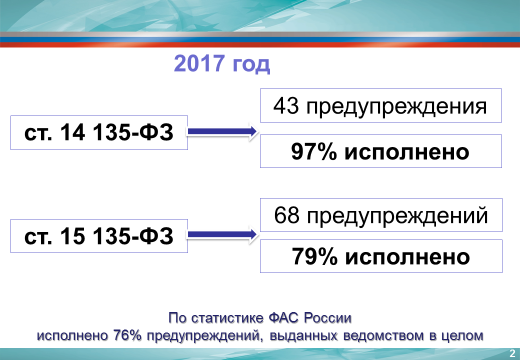 2017 год
43 предупреждения
ст. 14 135-ФЗ
97% исполнено
68 предупреждений
ст. 15 135-ФЗ
79% исполнено
По статистике ФАС России
исполнено 76% предупреждений, выданных ведомством в целом
2